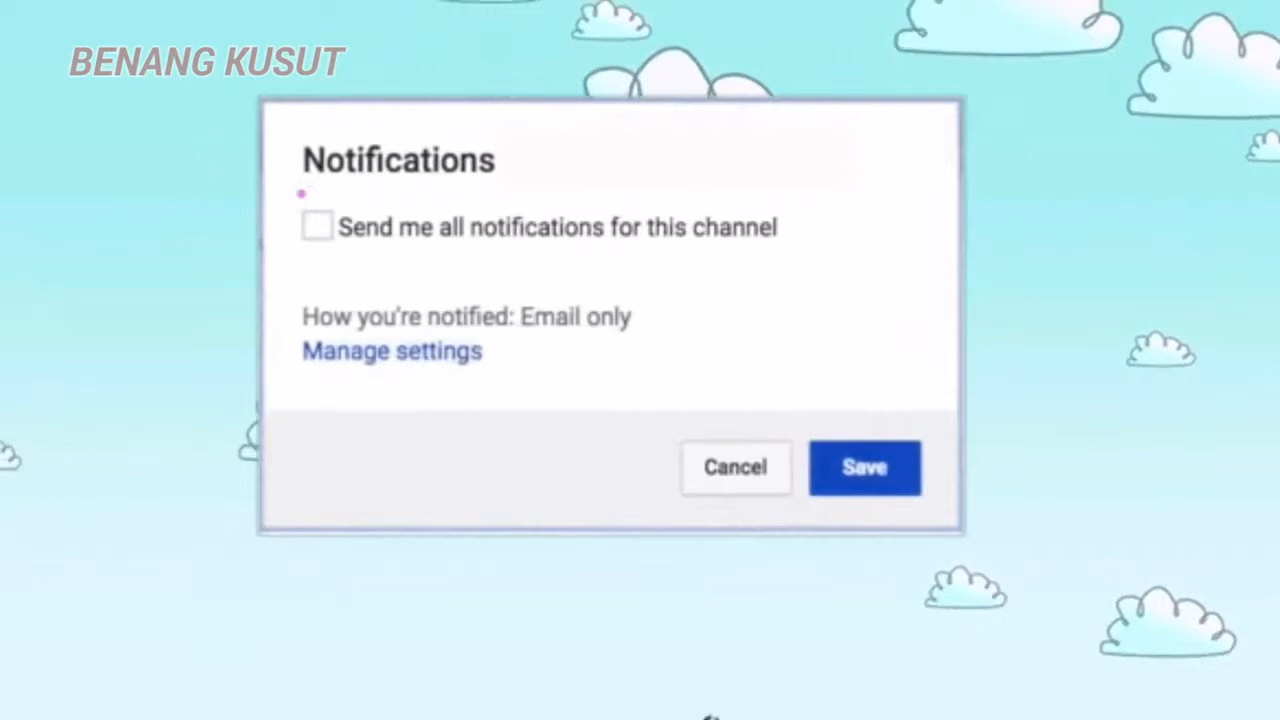 BENANG KUSUT
Notifications
Send me all notifications for this channel
How you're notified: Email only
Manage settings
Cancel
Save